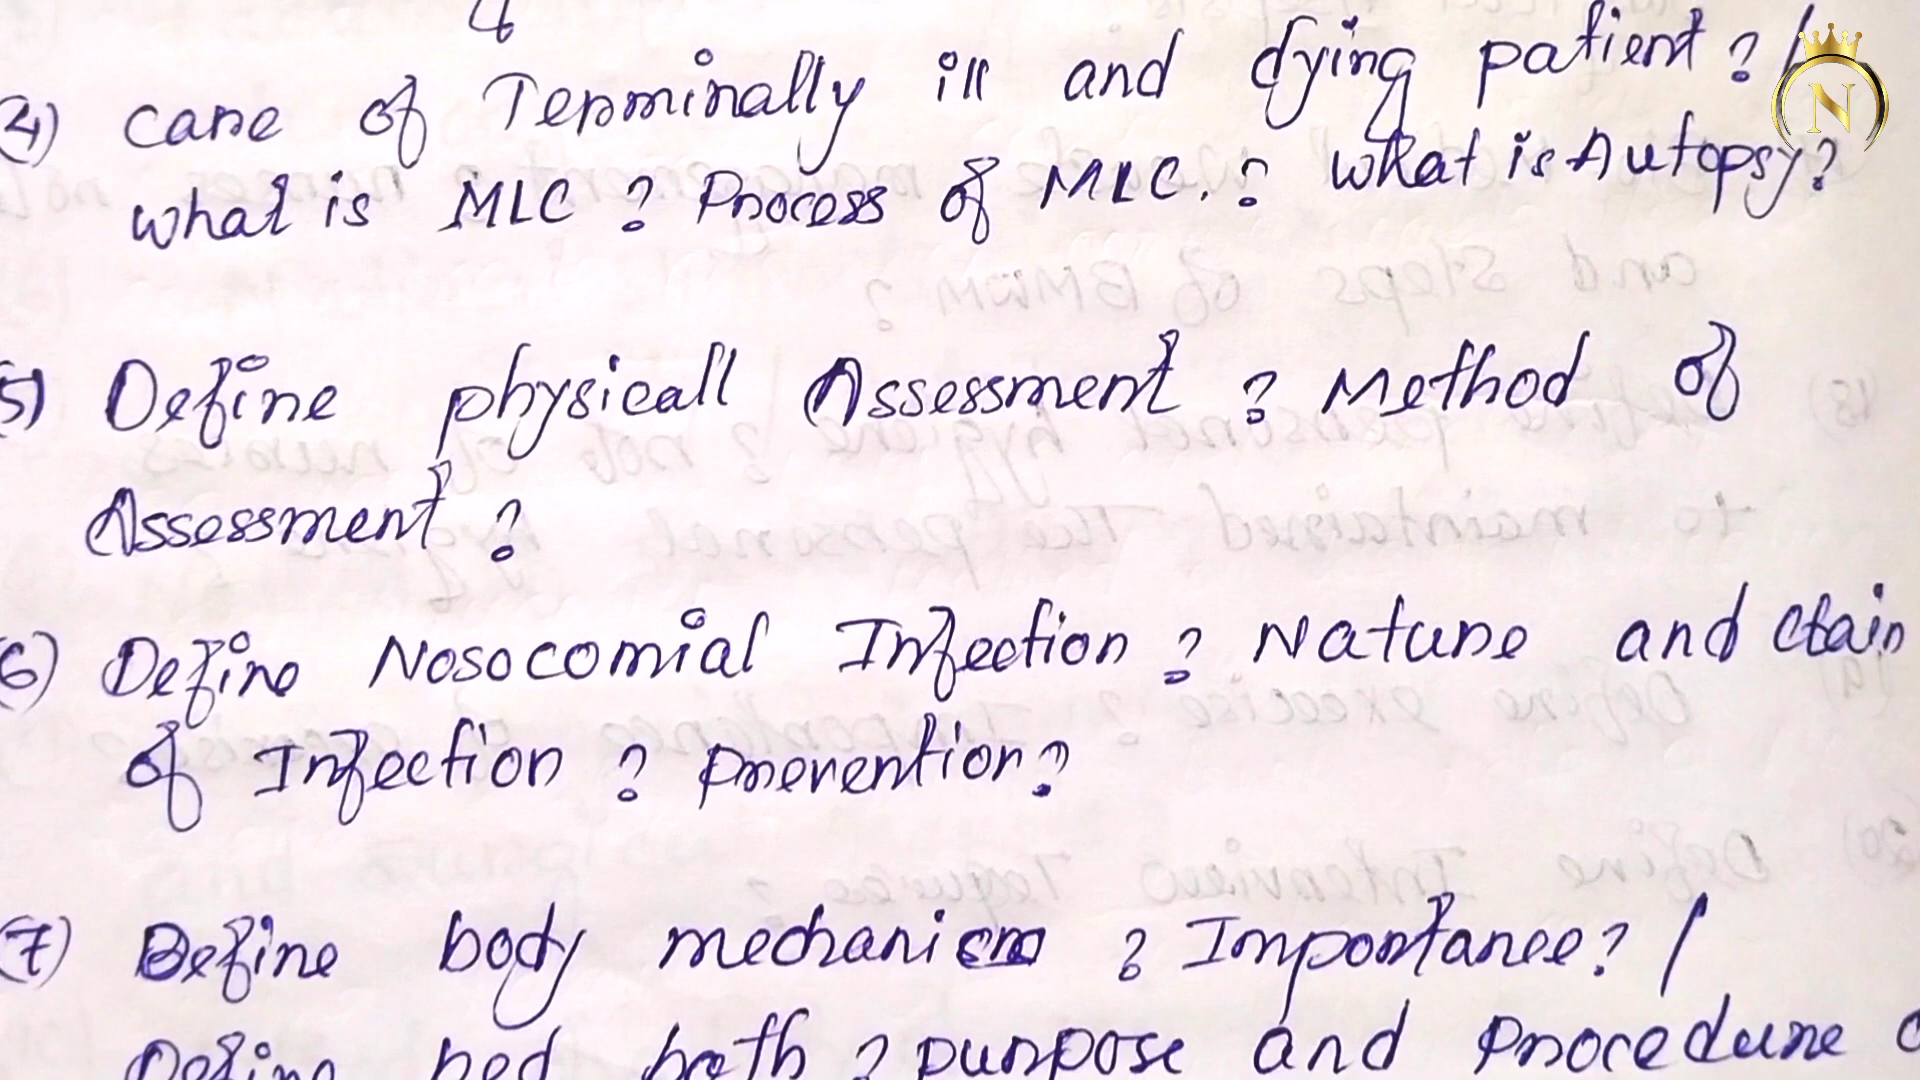 4) Care of Terminally ill and dying patient ? /
What is MLC ? Process of MLC. ? What is Autopsy?
5) Define physicall Assessment ? Method of
Assessment ?
6) Define Nosocomial Infection ? Nature and Chain
of Infection ? Prevention ?
7) Define body mechanism ? Importance? /
Define bed bath ? purpose and Procedure
N